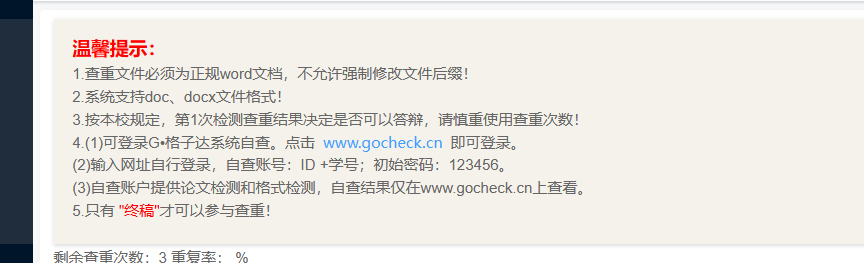 温馨提示：
1.查重文件必须为正规word文档，不允许强制修改文件后缀！
2.系统支持doc、docx文件格式！
3.按本校规定，第1次检测查重结果决定是否可以答辩，请慎重使用查重次数！
4.(1)可登录G•格子达系统自查。点击 www.gocheck.cn 即可登录。
(2)输入网址自行登录，自查账号：ID +学号；初始密码：123456。
(3)自查账户提供论文检测和格式检测，自查结果仅在www.gocheck.cn上查看。
5.只有 "终稿"才可以参与查重！
剩余查重次数：3 重复率： %